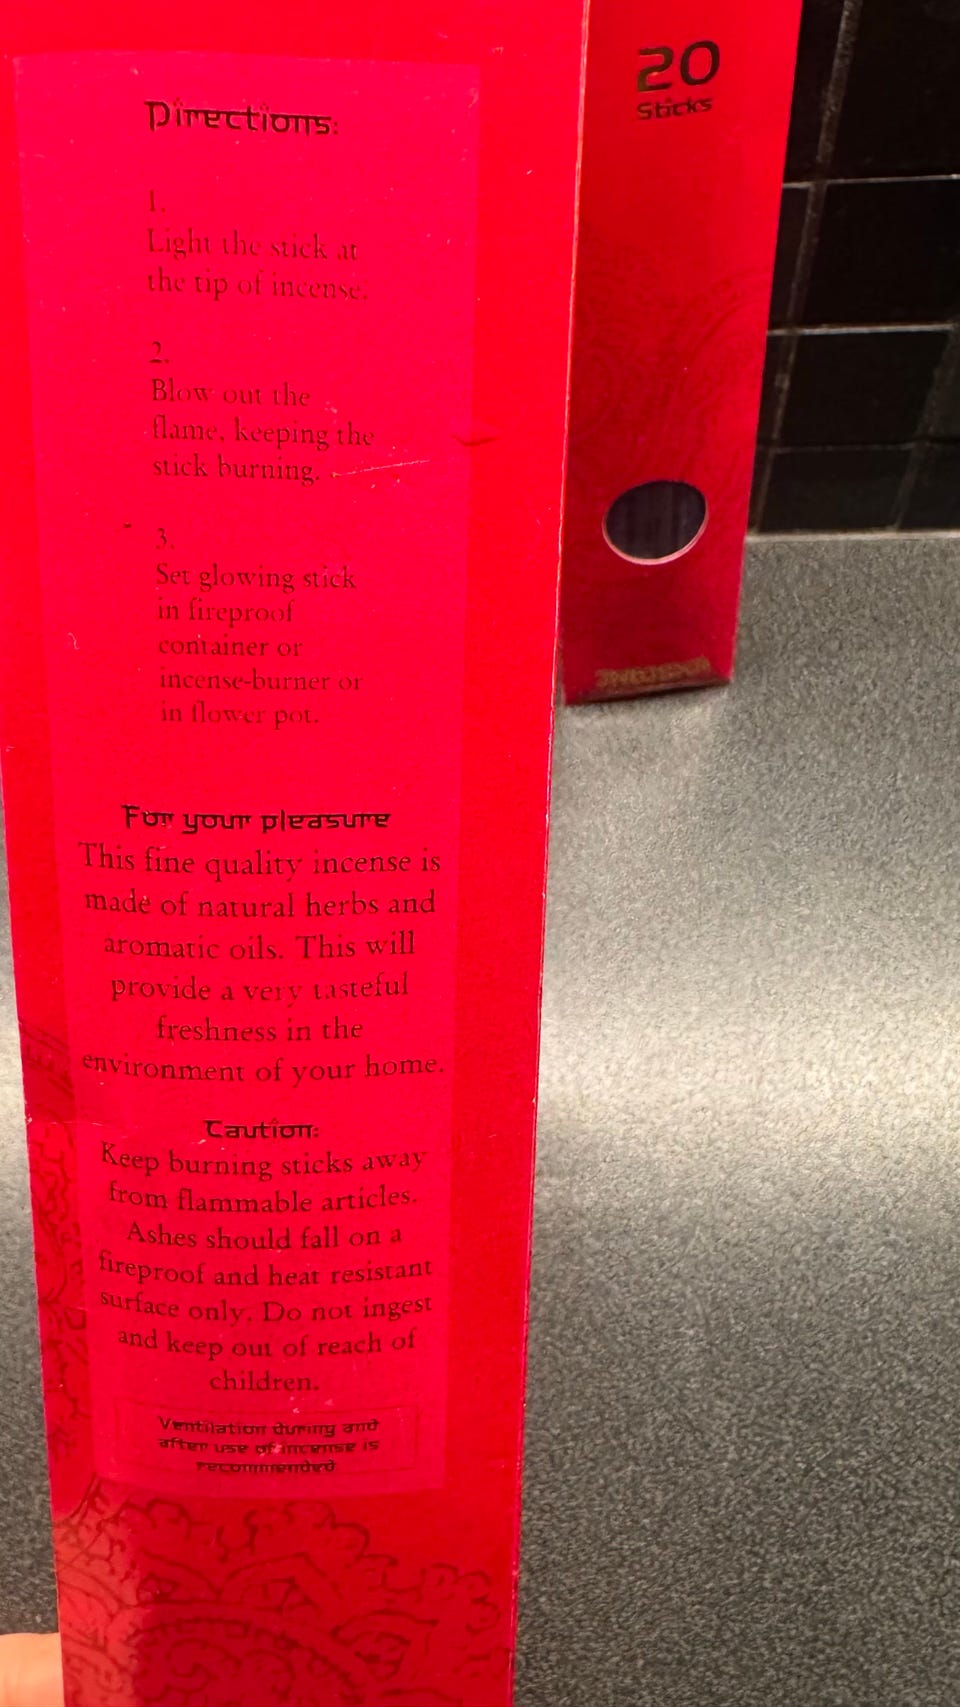 Directions:
1.
Light the stick at
the tip of incense.
2.
Blow out the
flame, keeping the
stick burning.
3.
Set glowing stick
in fireproof
container or
incense-burner or
in flower pot.
For your pleasure
This fine quality incense is
made of natural herbs and
aromatic oils. This will
provide a very tasteful
freshness in the
environment of your home.
Caution:
Keep burning sticks away
from flammable articles.
Ashes should fall on a
fireproof and heat resistant
surface only. Do not ingest
and keep out of reach of
children.
Ventilation during and
after use of incense is
recommended
20
Sticks